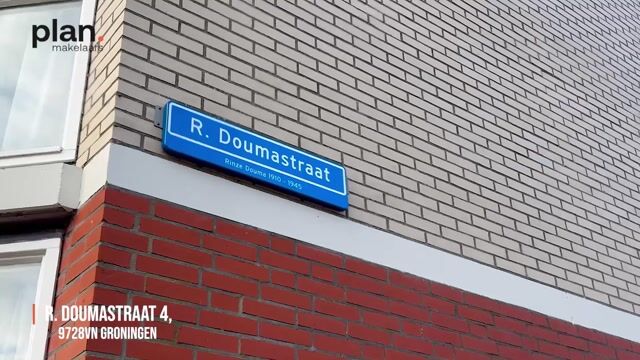 plan.
makelaars
R. Doumastraat
Rinze Douma 1910 - 1945
R. DOUMASTRAAT 4,
9728VN GRONINGEN